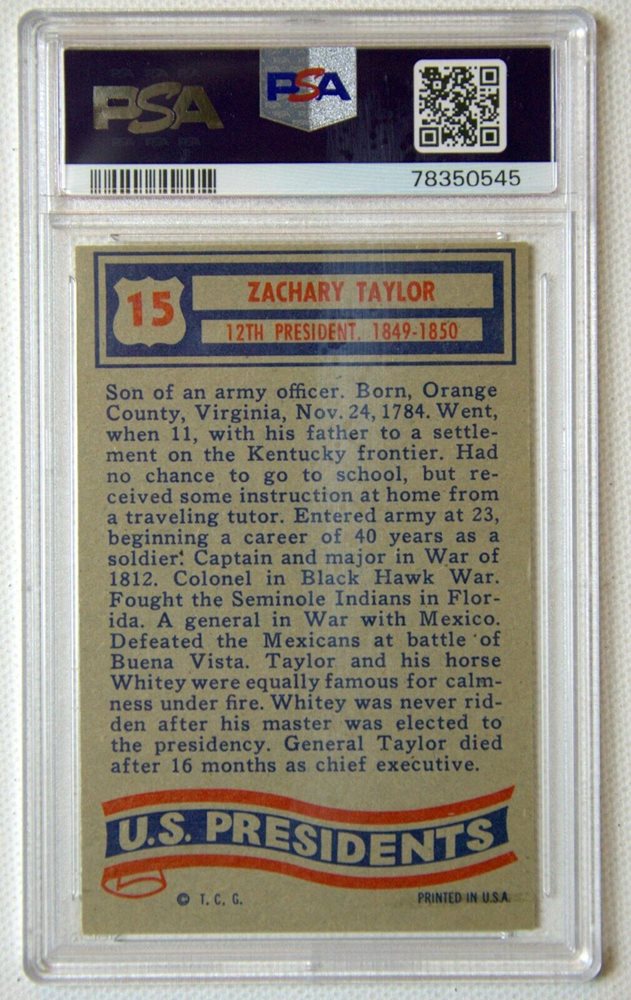 PSA
PSA
78350545
15
ZACHARY TAYLOR
12TH PRESIDENT. 1849-1850
Son of an army officer. Born, Orange
County, Virginia, Nov. 24, 1784. Went,
when 11, with his father to a settle-
ment on the Kentucky frontier. Had
no chance to go to school, but re-
ceived some instruction at home from
a traveling tutor. Entered army at 23,
beginning a career of 40 years as a
soldier. Captain and major in War of
1812. Colonel in Black Hawk War.
Fought the Seminole Indians in Flor-
ida. A general in War with Mexico.
Defeated the Mexicans at battle of
Buena Vista. Taylor and his horse
Whitey were equally famous for calm-
ness under fire. Whitey was never rid-
den after his master was elected to
the presidency. General Taylor died
after 16 months as chief executive.
U.S. PRESIDENTS
© T. C. G.
PRINTED IN U.S.A.